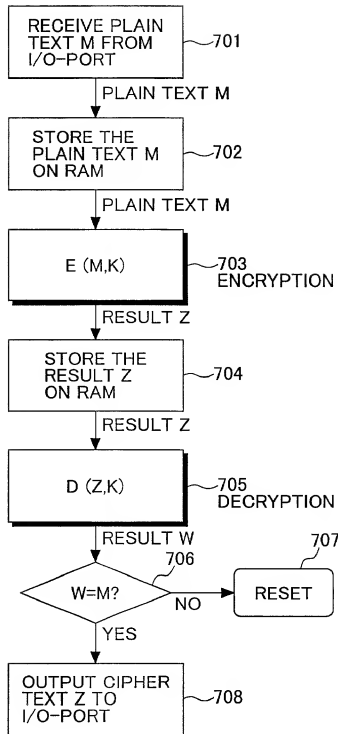 RECEIVE PLAIN
TEXT M FROM
I/O-PORT
701
PLAIN TEXT M
STORE THE
PLAIN TEXT M
ON RAM
702
PLAIN TEXT M
E (M,K)
703
ENCRYPTION
RESULT Z
STORE THE
RESULT Z
ON RAM
704
RESULT Z
D (Z,K)
705
DECRYPTION
RESULT W
706
707
W=M?
NO
RESET
YES
OUTPUT CIPHER
TEXT Z TO
I/O-PORT
708